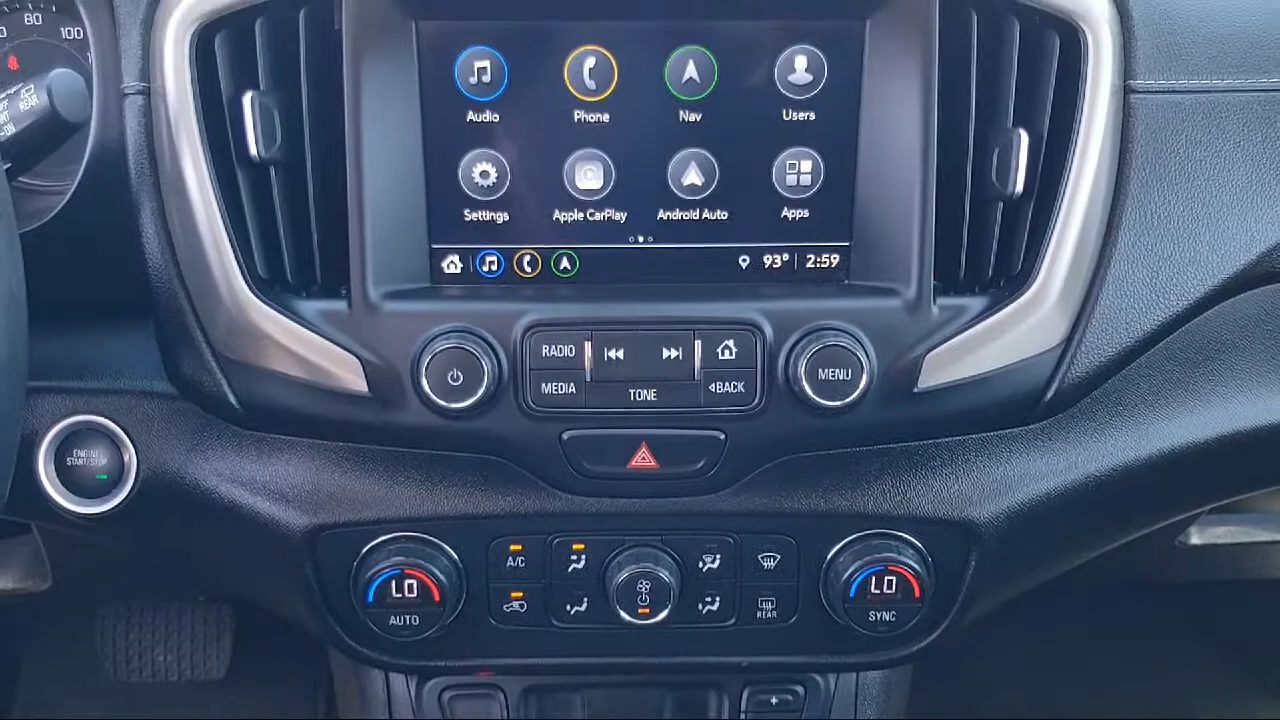 80
100
REAR
Audio
Phone
Nav
Users
Settings
Apple CarPlay
Android Auto
Apps
93° 2:59
RADIO
MEDIA
TONE
BACK
MENU
ENGINE
START/STOP
LO
AUTO
A/C
REAR
LO
SYNC
+